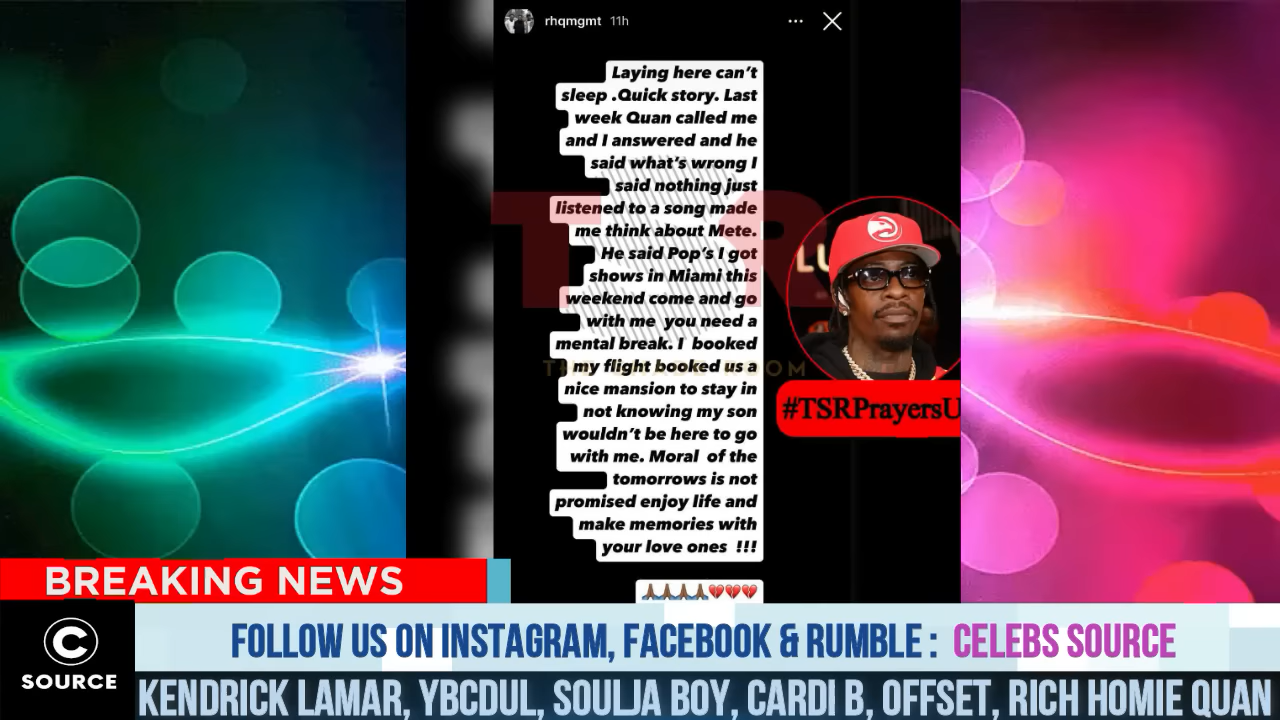 rhqmgmt 11h
Laying here can't
sleep .Quick story. Last
week Quan called me
and I answered and he
said what's wrong I
said nothing just
listened to a song made
me think about Mete.
He said Pop's I got
shows in Miami this
weekend come and go
with me you need a
mental break. I booked
my flight booked us a
nice mansion to stay in
not knowing my son
wouldn't be here to go
with me. Moral of the
tomorrows is not
promised enjoy life and
make memories with
your love ones !!!
🙏🏾🙏🏾🙏🏾🙏🏾💔💔💔
TSR
THE SHADE ROOM
LU
#TSRPrayersU
BREAKING NEWS
C
SOURCE
FOLLOW US ON INSTAGRAM, FACEBOOK & RUMBLE : CELEBS SOURCE
KENDRICK LAMAR, YBCDUL, SOULJA BOY, CARDI B, OFFSET, RICH HOMIE QUAN